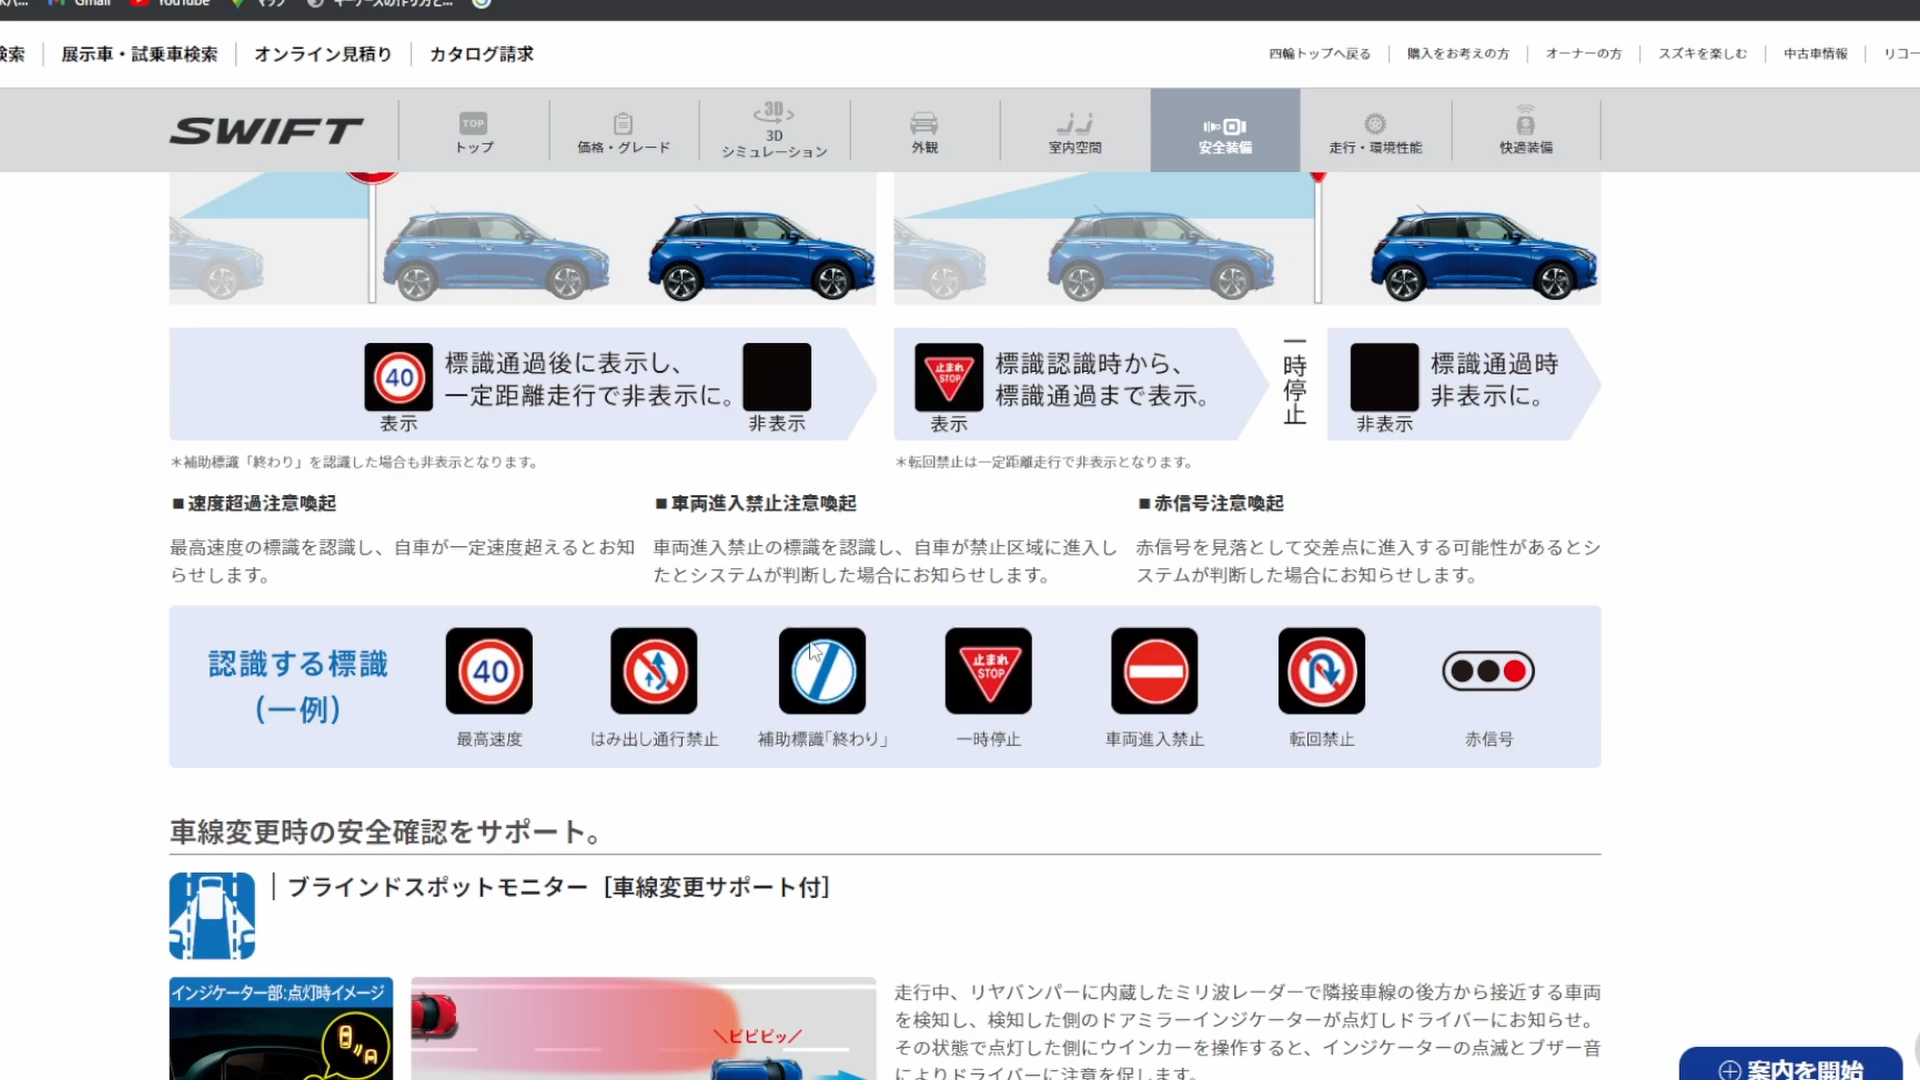 Gmail
YouTube
マップ
検索
展示車・試乗車検索
オンライン見積り
カタログ請求
四輪トップへ戻る
購入をお考えの方
オーナーの方
スズキを楽しむ
中古車情報
リコー
SWIFT
TOP
トップ
価格・グレード
3D
3D
シミュレーション
外観
室内空間
安全装備
走行・環境性能
快適装備
40
表示
標識通過後に表示し、
一定距離走行で非表示に。
非表示
止まれ
STOP
表示
標識認識時から、
標識通過まで表示。
一時停止
非表示
標識通過時
非表示に。
＊補助標識「終わり」を認識した場合も非表示となります。
＊転回禁止は一定距離走行で非表示となります。
■速度超過注意喚起
最高速度の標識を認識し、自車が一定速度超えるとお知
らせします。
■車両進入禁止注意喚起
車両進入禁止の標識を認識し、自車が禁止区域に進入し
たとシステムが判断した場合にお知らせします。
■赤信号注意喚起
赤信号を見落として交差点に進入する可能性があるとシ
ステムが判断した場合にお知らせします。
認識する標識
(一例)
40
最高速度
はみ出し通行禁止
補助標識「終わり」
止まれ
STOP
一時停止
車両進入禁止
転回禁止
赤信号
車線変更時の安全確認をサポート。
ブラインドスポットモニター［車線変更サポート付］
インジケーター部:点灯時イメージ
ピピピッ
走行中、リヤバンパーに内蔵したミリ波レーダーで隣接車線の後方から接近する車両
を検知し、検知した側のドアミラーインジケーターが点灯しドライバーにお知らせ。
その状態で点灯した側にウインカーを操作すると、インジケーターの点滅とブザー音
によりドライバーに注意を促します。
案内を開始